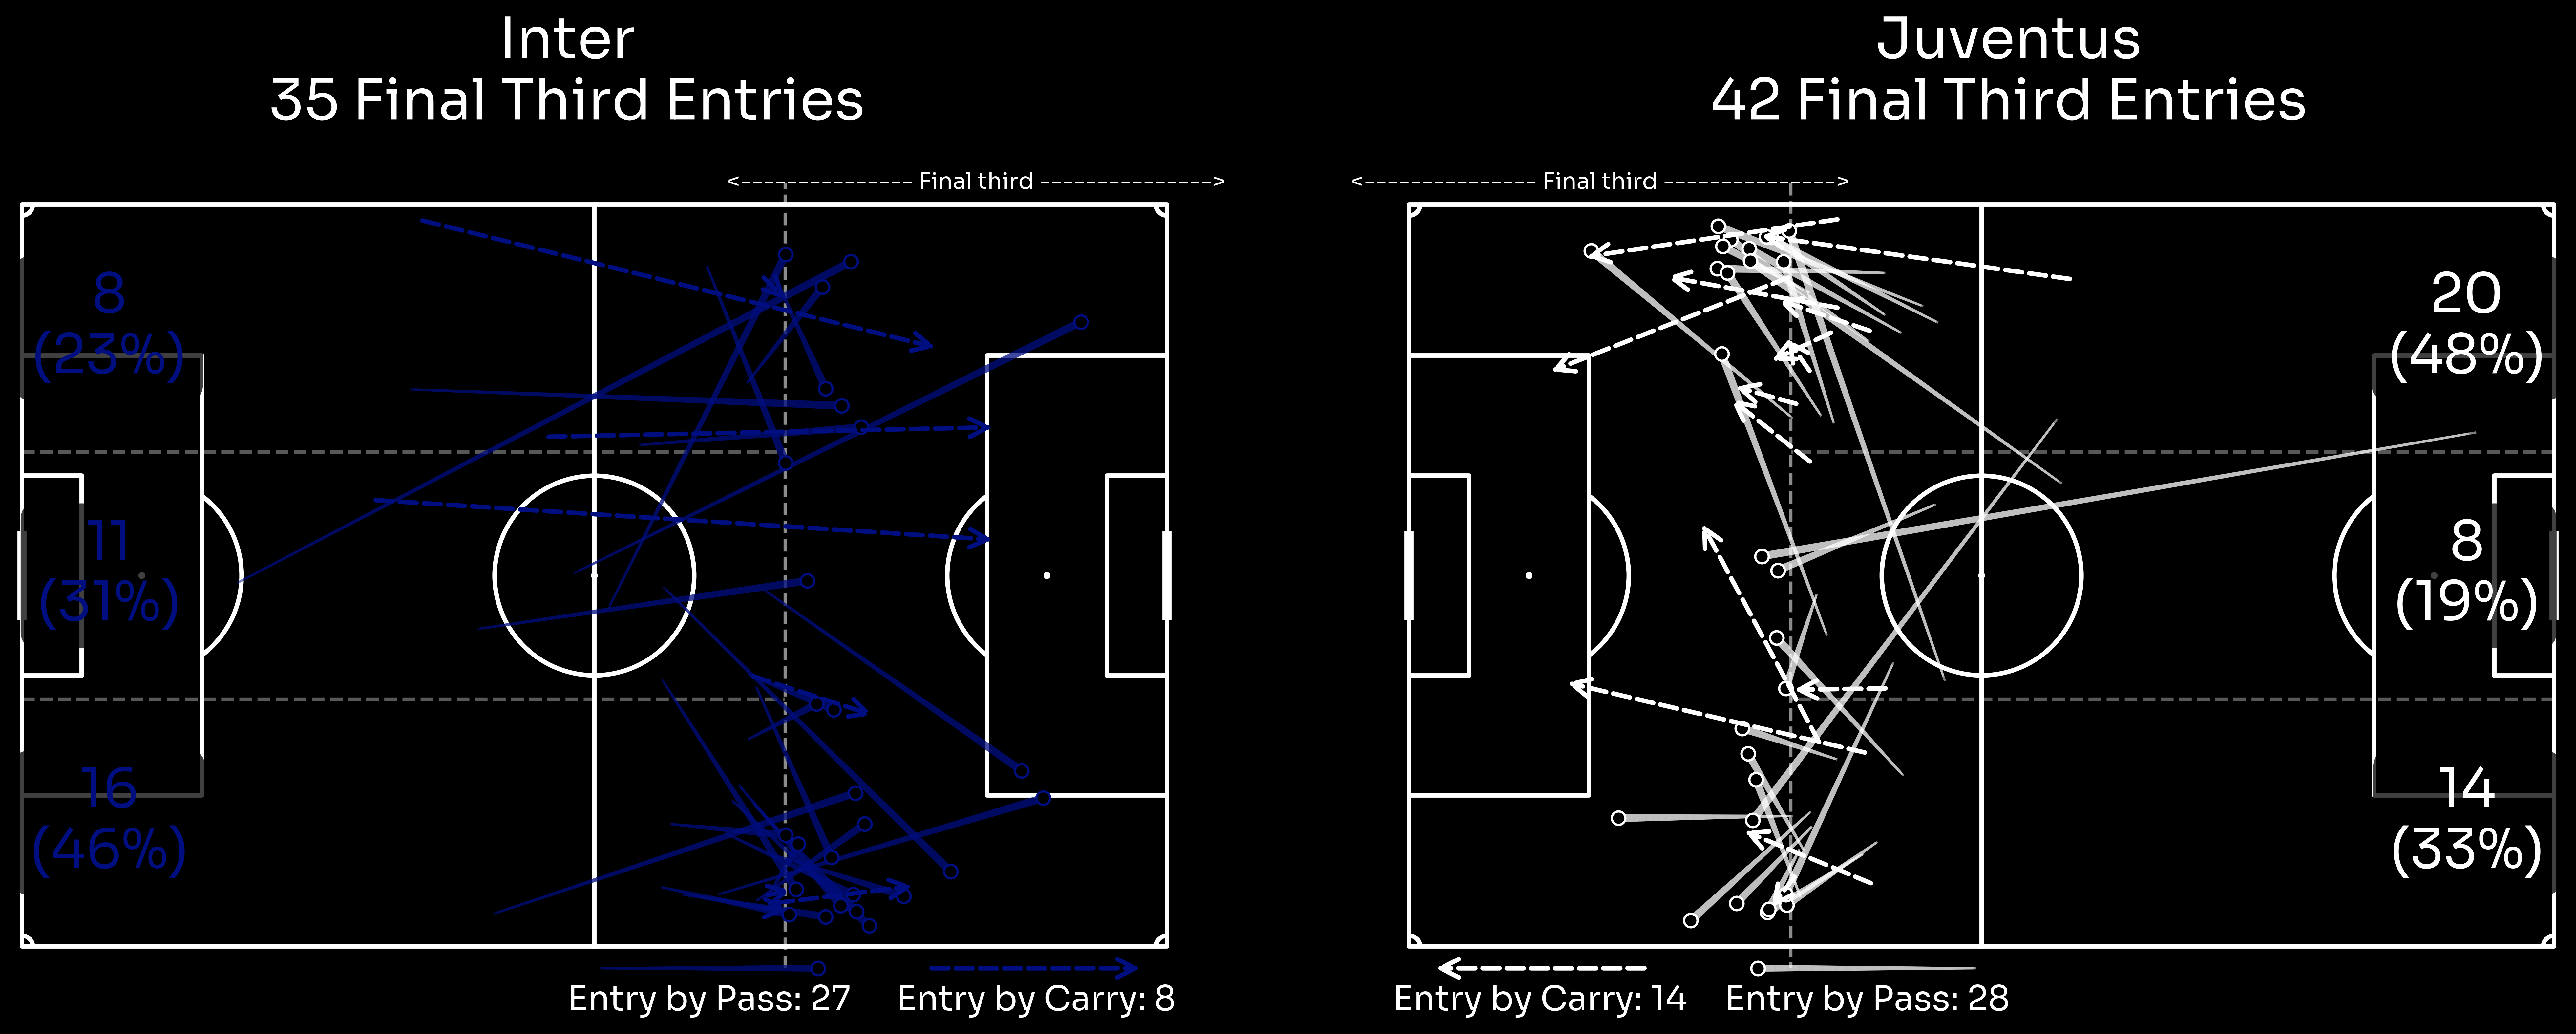 Inter
35 Final Third Entries
Final third
8
(23%)
11
(31%)
16
(46%)
Entry by Pass: 27
Entry by Carry: 8
Juventus
42 Final Third Entries
Final third
20
(48%)
8
(19%)
14
(33%)
Entry by Carry: 14
Entry by Pass: 28